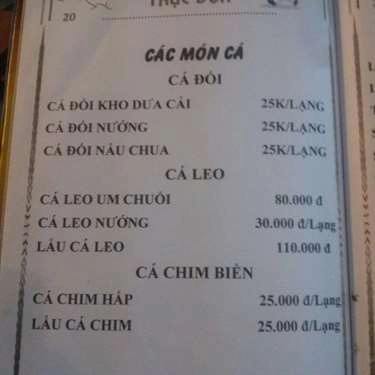 20
CÁC MÓN CÁ
CÁ ĐỐI
CÁ ĐỐI KHO DƯA CẢI 25K/LẠNG
CÁ ĐỐI NƯỚNG 25K/LẠNG
CÁ ĐỐI NẤU CHUA 25K/LẠNG
CÁ LEO
CÁ LEO UM CHUỐI 80.000 đ
CÁ LEO NƯỚNG 30.000 đ/Lạng
LẨU CÁ LEO 110.000 đ
CÁ CHIM BIỂN
CÁ CHIM HẤP 25.000 đ/Lạng
LẨU CÁ CHIM 25.000 đ/Lạng